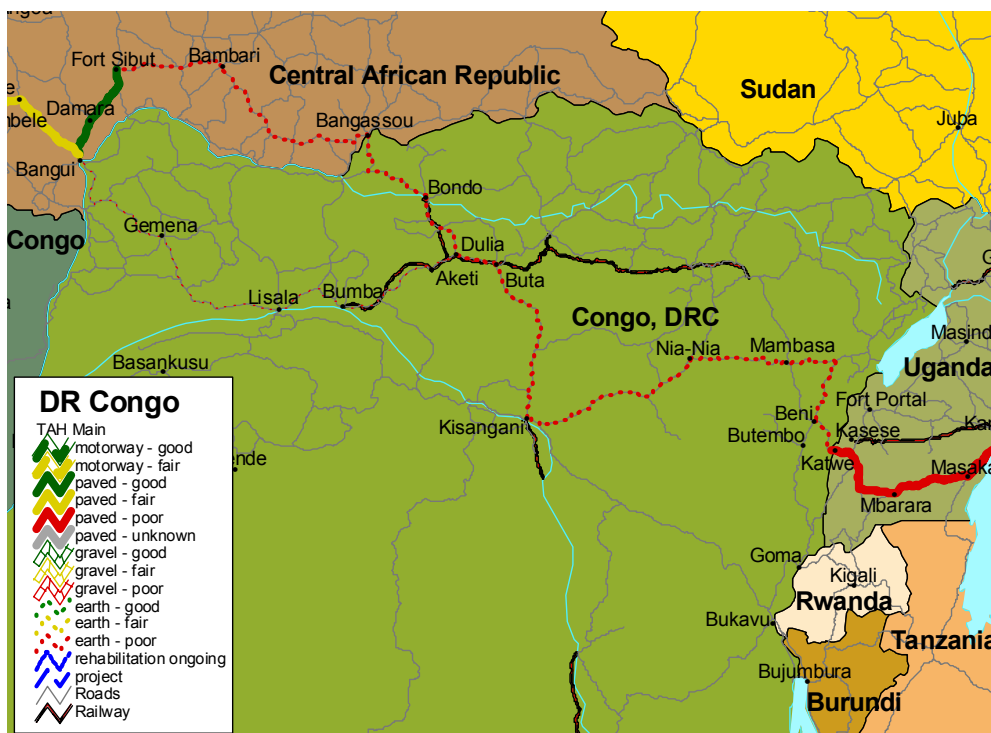 Fort Sibut
Bambari
Central African Republic
Sudan
Damara
Bangassou
Juba
Bangui
Bondo
Gemena
Congo
Dulia
Aketi
Buta
Lisala
Bumba
Congo, DRC
Nia-Nia
Mambasa
Basankusu
Uganda
Fort Portal
Beni
Kasese
Kisangani
Butembo
Katwe
Mbarara
Goma
Kigali
Rwanda
Bukavu
Tanzania
Bujumbura
Burundi
DR Congo
TAH Main
motorway - good
motorway - fair
paved - good
paved - fair
paved - poor
paved - unknown
gravel - good
gravel - fair
gravel - poor
earth - good
earth - fair
earth - poor
rehabilitation ongoing
project
Roads
Railway